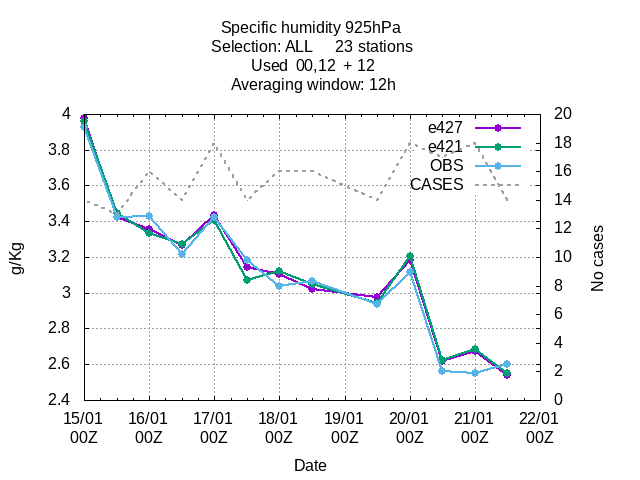 Specific humidity 925hPa
Selection: ALL 23 stations
Used 00,12 + 12
Averaging window: 12h
4
3.8
3.6
3.4
3.2
3
2.8
2.6
2.4
g/Kg
e427
e421
OBS
CASES
20
18
16
14
12
10
8
6
4
2
0
No cases
15/01 16/01 17/01 18/01 19/01 20/01 21/01 22/01
00Z 00Z 00Z 00Z 00Z 00Z 00Z 00Z
Date